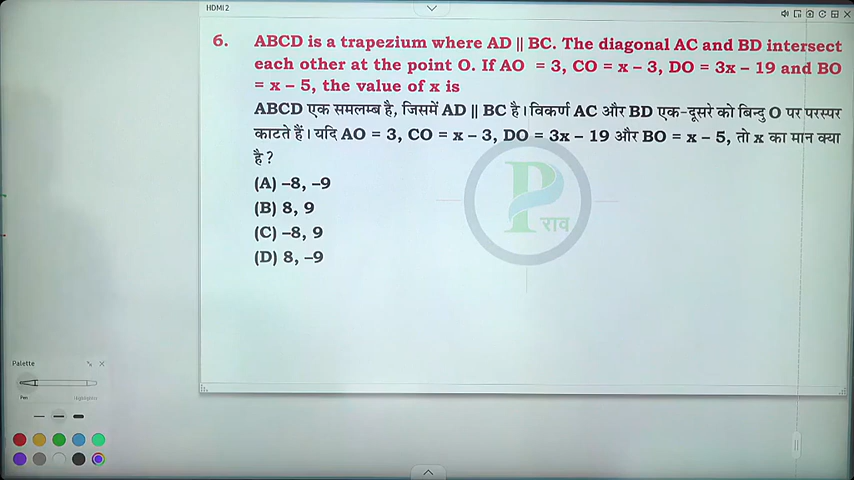 HDMI 2
6. ABCD is a trapezium where AD || BC. The diagonal AC and BD intersect
each other at the point O. If AO = 3, CO = x – 3, DO = 3x – 19 and BO
= x – 5, the value of x is
ABCD एक समलम्ब है, जिसमें AD || BC है। विकर्ण AC और BD एक-दूसरे को बिन्दु O पर परस्पर
काटते हैं। यदि AO = 3, CO = x – 3, DO = 3x – 19 और BO = x – 5, तो x का मान क्या
है?
(A) –8, –9
(B) 8, 9
(C) –8, 9
(D) 8, –9
P
राव
Palette
Pen
Highlighter